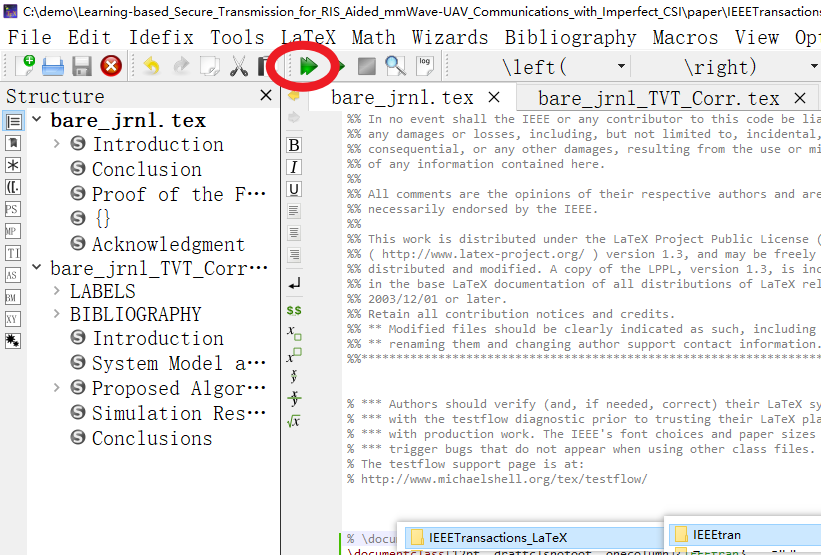 C:\demo\Learning-based_Secure_Transmission_for_RIS_Aided_mmWave-UAV_Communications_with_Imperfect_CSI\paper\IEEETransactions
File Edit Idefix Tools LaTeX Math Wizards Bibliography Macros View Opt
log \left( \right)
Structure
bare_jrnl.tex bare_jrnl_TVT_Corr.tex
bare_jrnl.tex
Introduction
Conclusion
Proof of the F...
{}
Acknowledgment
bare_jrnl_TVT_Corr...
LABELS
BIBLIOGRAPHY
Introduction
System Model a...
Proposed Algor...
Simulation Res...
Conclusions
PS
MP
TI
AS
BM
XY
B
I
U
$$
%% In no event shall the IEEE or any contributor to this code be lia
%% any damages or losses, including, but not limited to, incidental,
%% consequential, or any other damages, resulting from the use or mi
%% of any information contained here.
%%
%% All comments are the opinions of their respective authors and are
%% necessarily endorsed by the IEEE.
%%
%% This work is distributed under the LaTeX Project Public License (
%% ( http://www.latex-project.org/ ) version 1.3, and may be freely
%% distributed and modified. A copy of the LPPL, version 1.3, is inc
%% in the base LaTeX documentation of all distributions of LaTeX rel
%% 2003/12/01 or later.
%% Retain all contribution notices and credits.
%% ** Modified files should be clearly indicated as such, including
%% ** renaming them and changing author support contact information.
%%*************************************************************
% *** Authors should verify (and, if needed, correct) their LaTeX sy
% *** with the testflow diagnostic prior to trusting their LaTeX pla
% *** with production work. The IEEE's font choices and paper sizes
% *** trigger bugs that do not appear when using other class files.
% The testflow support page is at:
% http://www.michaelshell.org/tex/testflow/
% \docum
IEEETransactions_LaTeX
IEEEtran